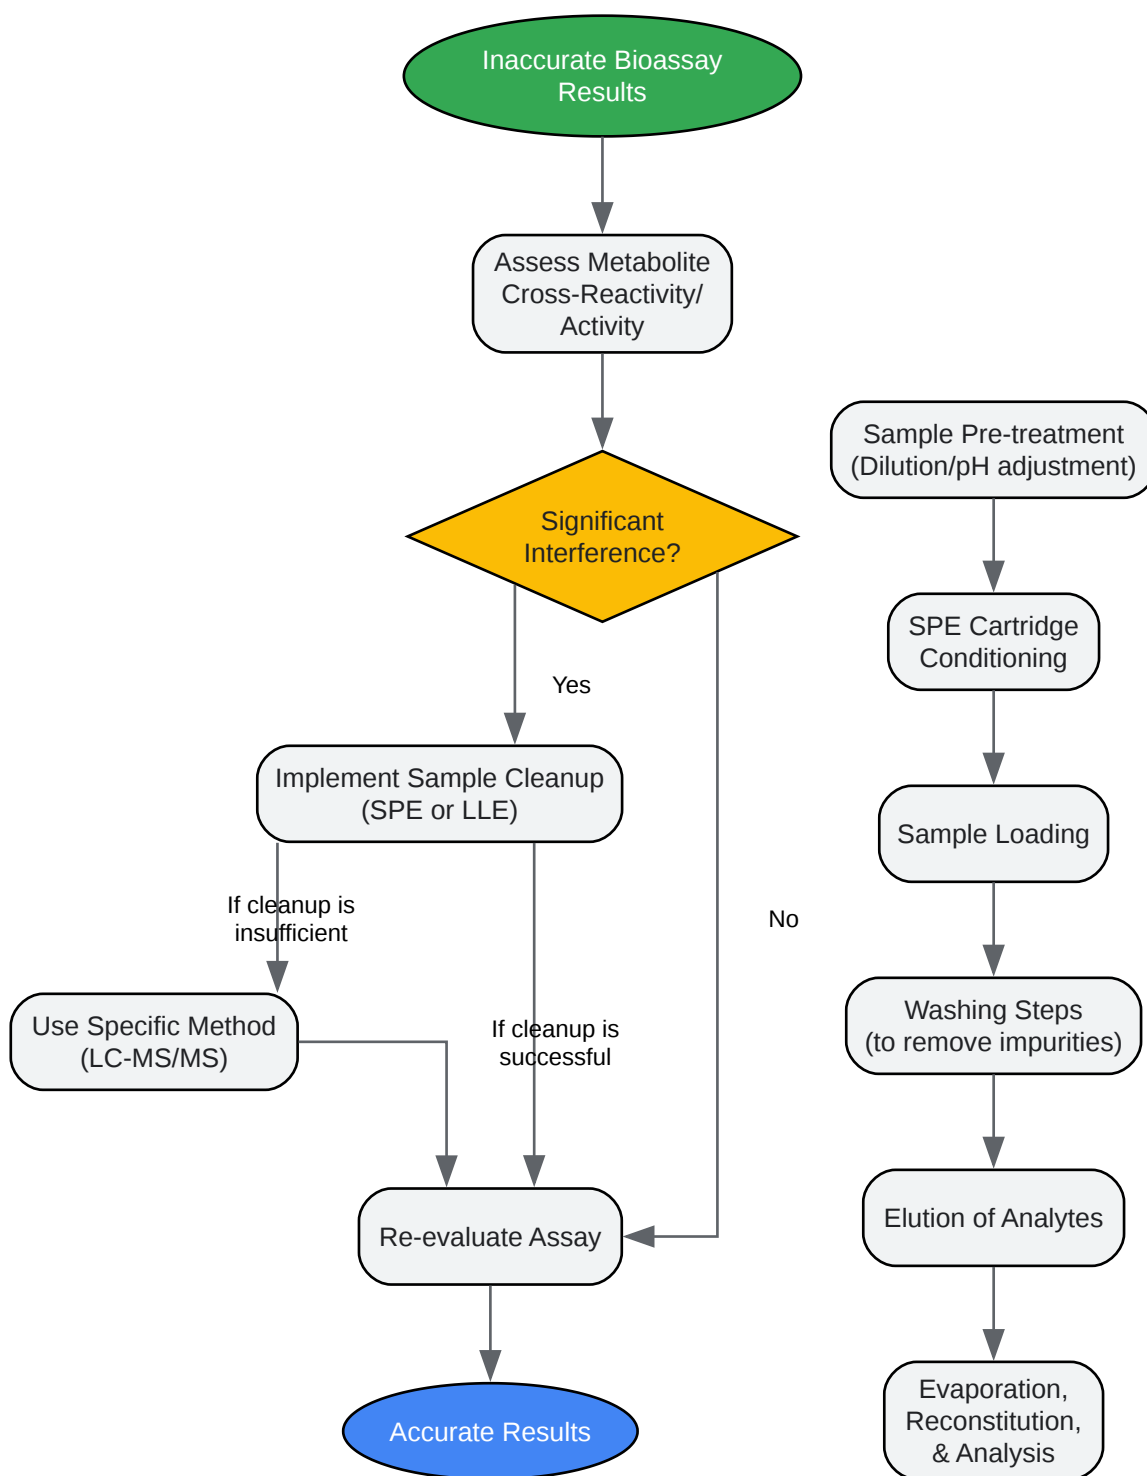 Inaccurate Bioassay
Results
Assess Metabolite
Cross-Reactivity/
Activity
Significant
Interference?
Yes
No
Implement Sample Cleanup
(SPE or LLE)
If cleanup is
insufficient
Use Specific Method
(LC-MS/MS)
If cleanup is
successful
Re-evaluate Assay
Accurate Results
Sample Pre-treatment
(Dilution/pH adjustment)
SPE Cartridge
Conditioning
Sample Loading
Washing Steps
(to remove impurities)
Elution of Analytes
Evaporation,
Reconstitution,
& Analysis